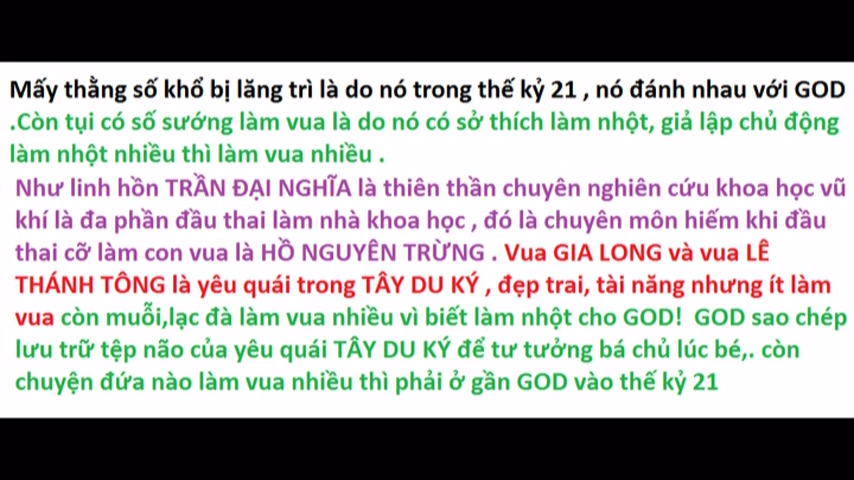 Mấy thằng số khổ bị lăng trì là do nó trong thế kỷ 21 , nó đánh nhau với GOD
.Còn tụi có số sướng làm vua là do nó có sở thích làm nhột, giả lập chủ động
làm nhột nhiều thì làm vua nhiều .
Như linh hồn TRẦN ĐẠI NGHĨA là thiên thần chuyên nghiên cứu khoa học vũ
khí là đa phần đầu thai làm nhà khoa học , đó là chuyên môn hiếm khi đầu
thai cỡ làm con vua là HỒ NGUYÊN TRỪNG . Vua GIA LONG và vua LÊ
THÁNH TÔNG là yêu quái trong TÂY DU KÝ , đẹp trai, tài năng nhưng ít làm
vua còn muỗi,lạc đà làm vua nhiều vì biết làm nhột cho GOD!  GOD sao chép
lưu trữ tệp não của yêu quái TÂY DU KÝ để tư tưởng bá chủ lúc bé,. còn
chuyện đứa nào làm vua nhiều thì phải ở gần GOD vào thế kỷ 21